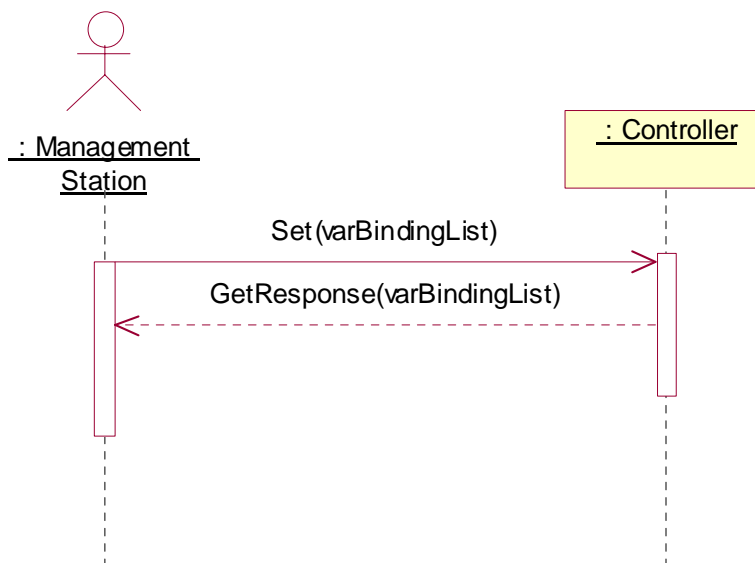 : Management
Station
: Controller
Set(varBindingList)
GetResponse(varBindingList)